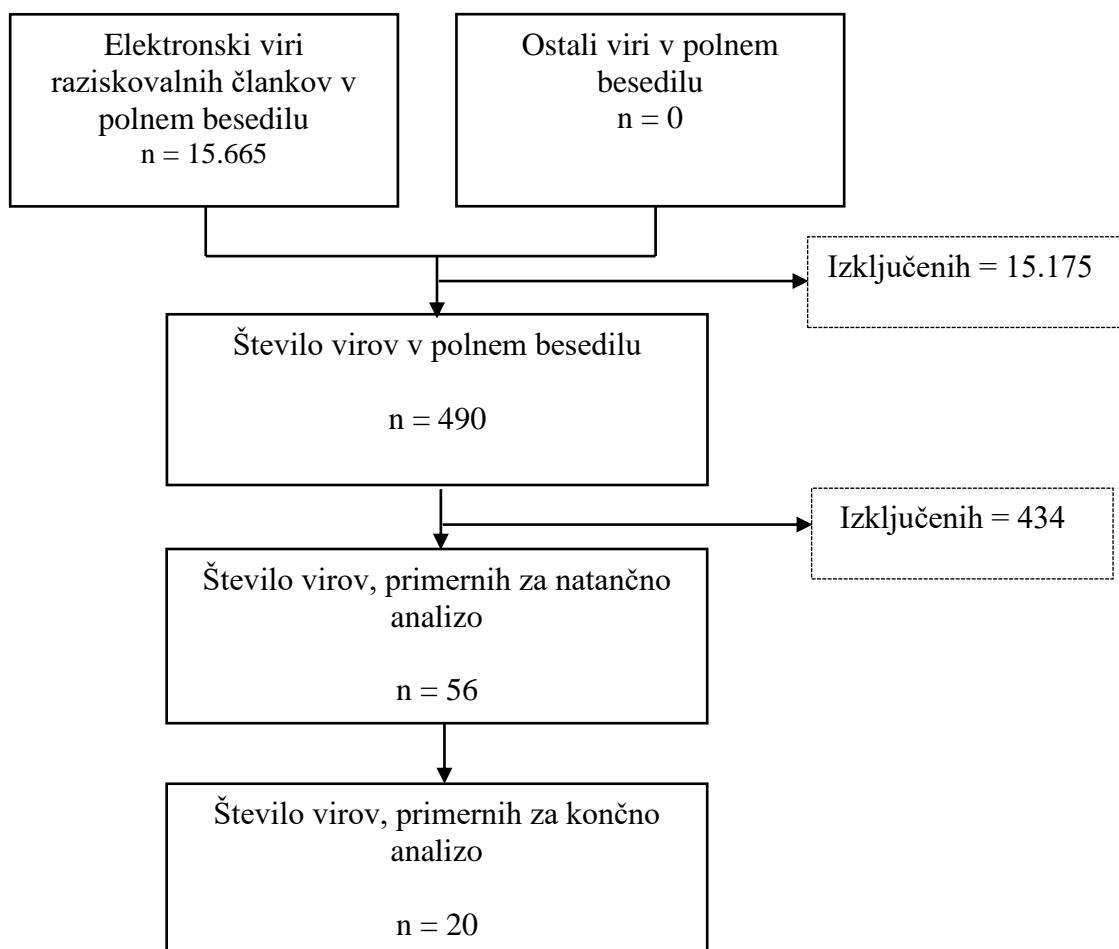 Elektronski viri
raziskovalnih člankov v
polnem besedilu
n = 15.665
Ostali viri v polnem
besedilu
n = 0
Izključenih = 15.175
Število virov v polnem besedilu
n = 490
Izključenih = 434
Število virov, primernih za natančno
analizo
n = 56
Število virov, primernih za končno
analizo
n = 20